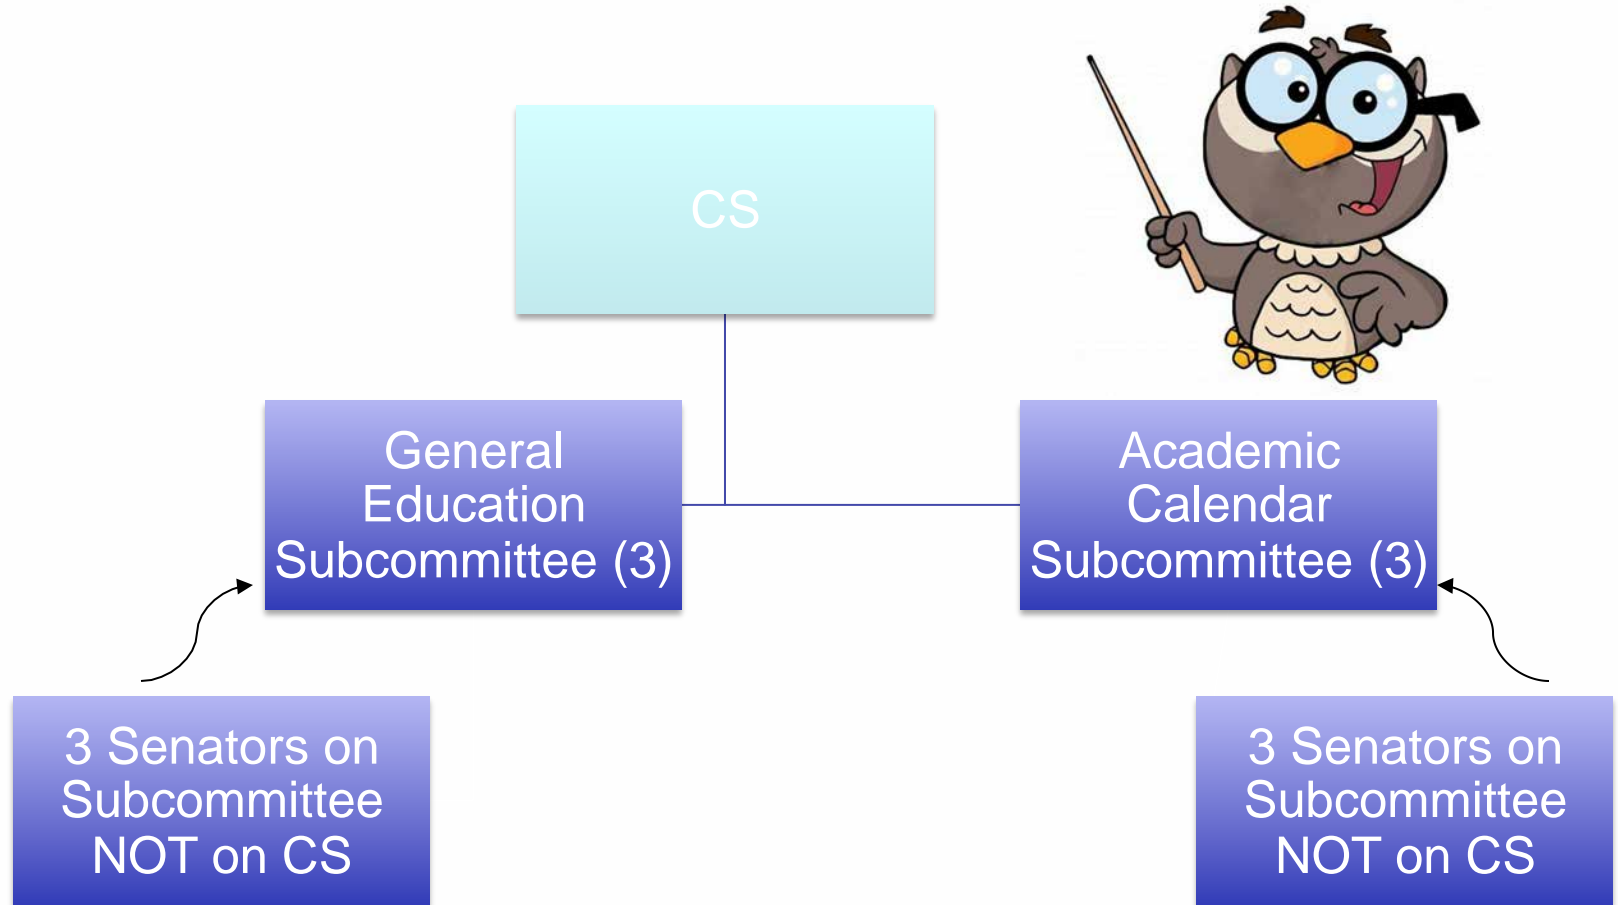 CS
General
Education
Subcommittee (3)
Academic
Calendar
Subcommittee (3)
3 Senators on
Subcommittee
NOT on CS
3 Senators on
Subcommittee
NOT on CS